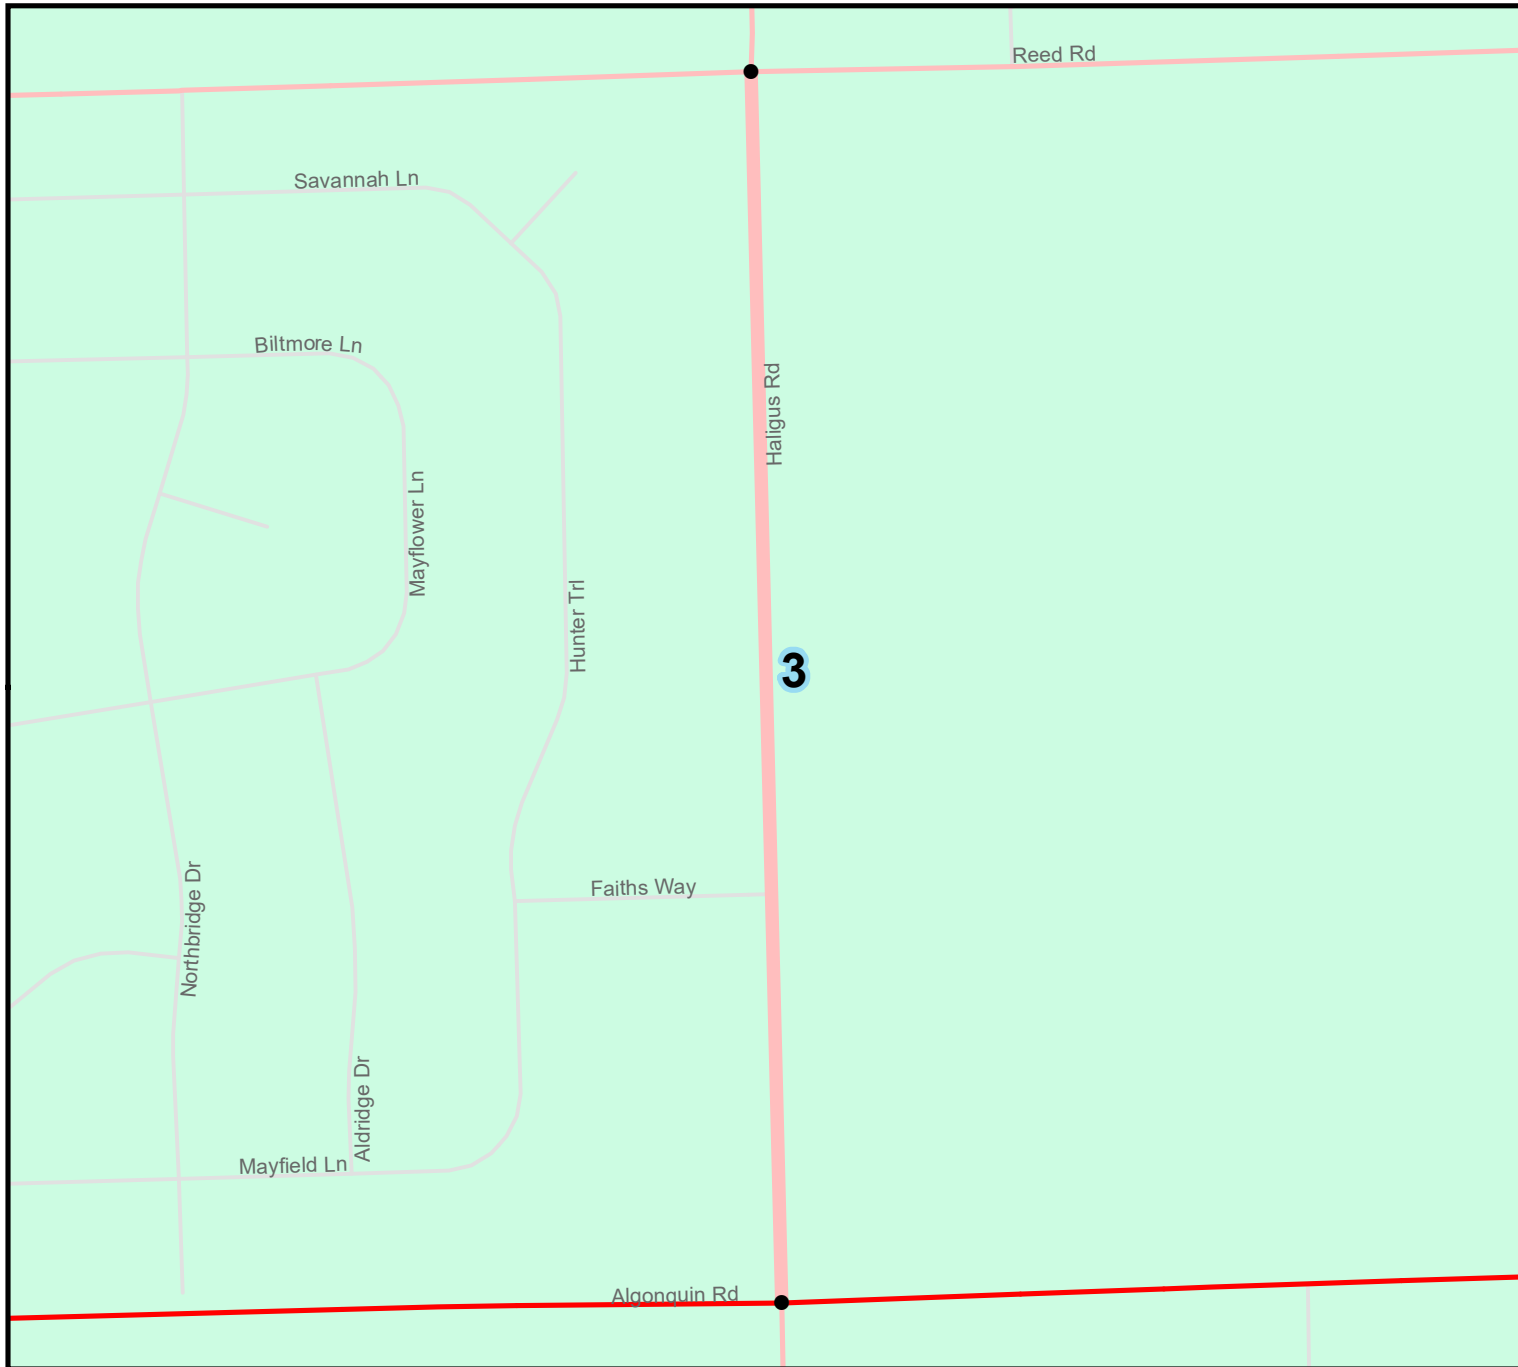 Reed Rd
Savannah Ln
Biltmore Ln
Haligus Rd
Mayflower Ln
Hunter Trl
3
Faiths Way
Northbridge Dr
Aldridge Dr
Mayfield Ln
Algonquin Rd